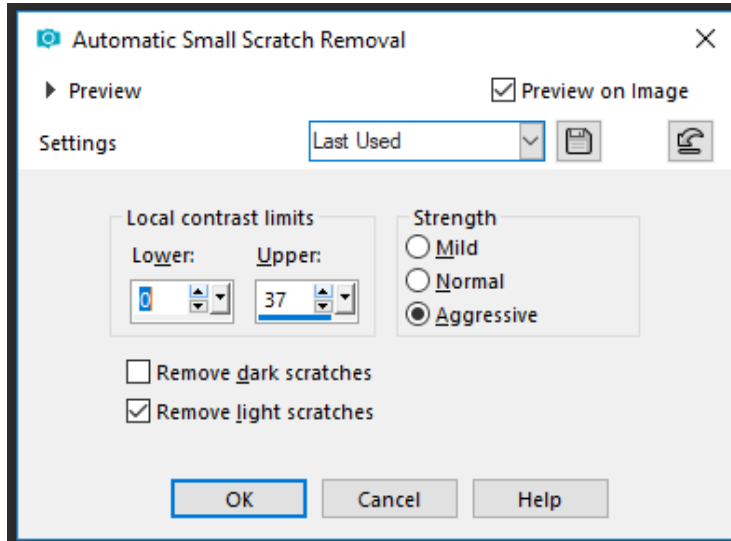 Automatic Small Scratch Removal
Preview
Preview on Image
Settings
Last Used
Local contrast limits
Strength
Lower:
Upper:
Mild
0
37
Normal
Aggressive
Remove dark scratches
Remove light scratches
OK
Cancel
Help